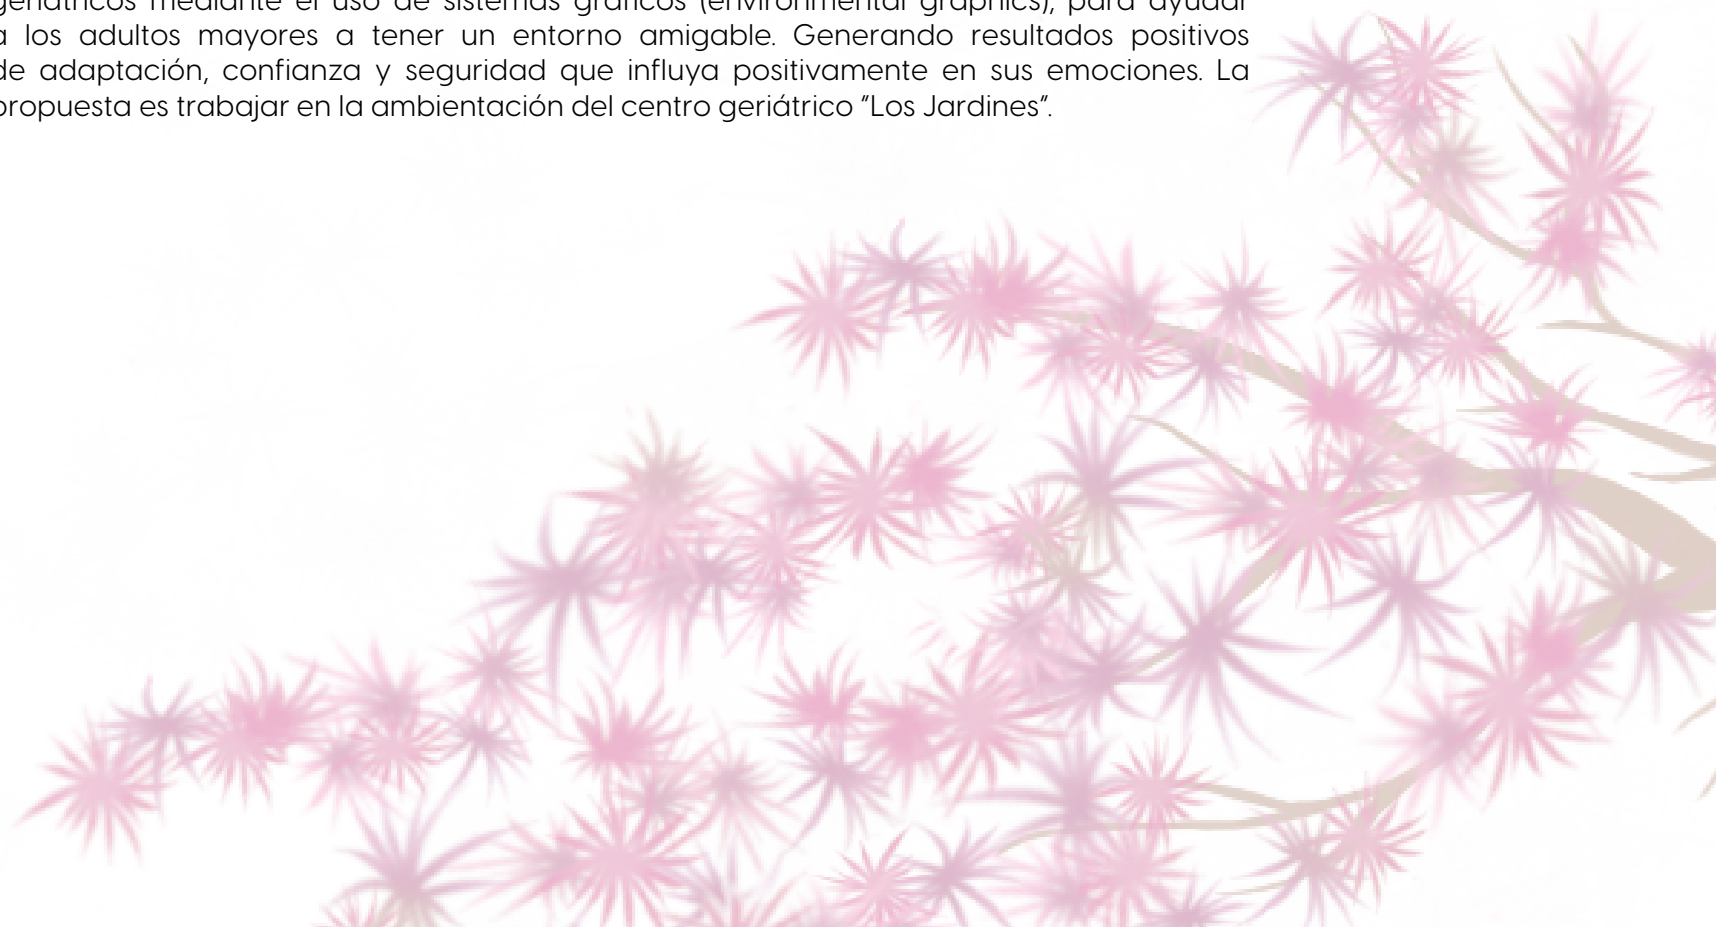 geriátricos mediante el uso de sistemas gráficos (environmental graphics), para ayudar
a los adultos mayores a tener un entorno amigable. Generando resultados positivos
de adaptación, confianza y seguridad que influya positivamente en sus emociones. La
propuesta es trabajar en la ambientación del centro geriátrico “Los Jardines”.